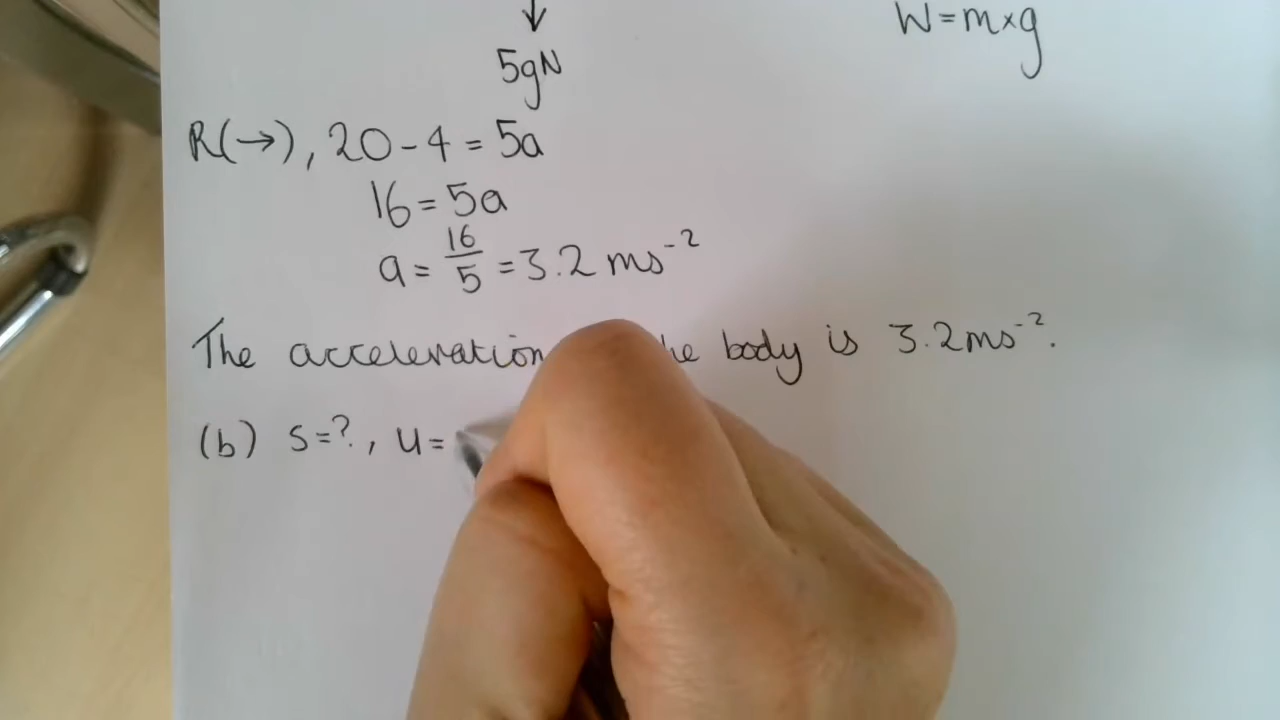 W=m×g
5gN
R(→), 20-4=5a
16=5a
a=16/5=3.2 ms⁻²
The acceleration he body is 3.2ms⁻².
(b) s=?, u=